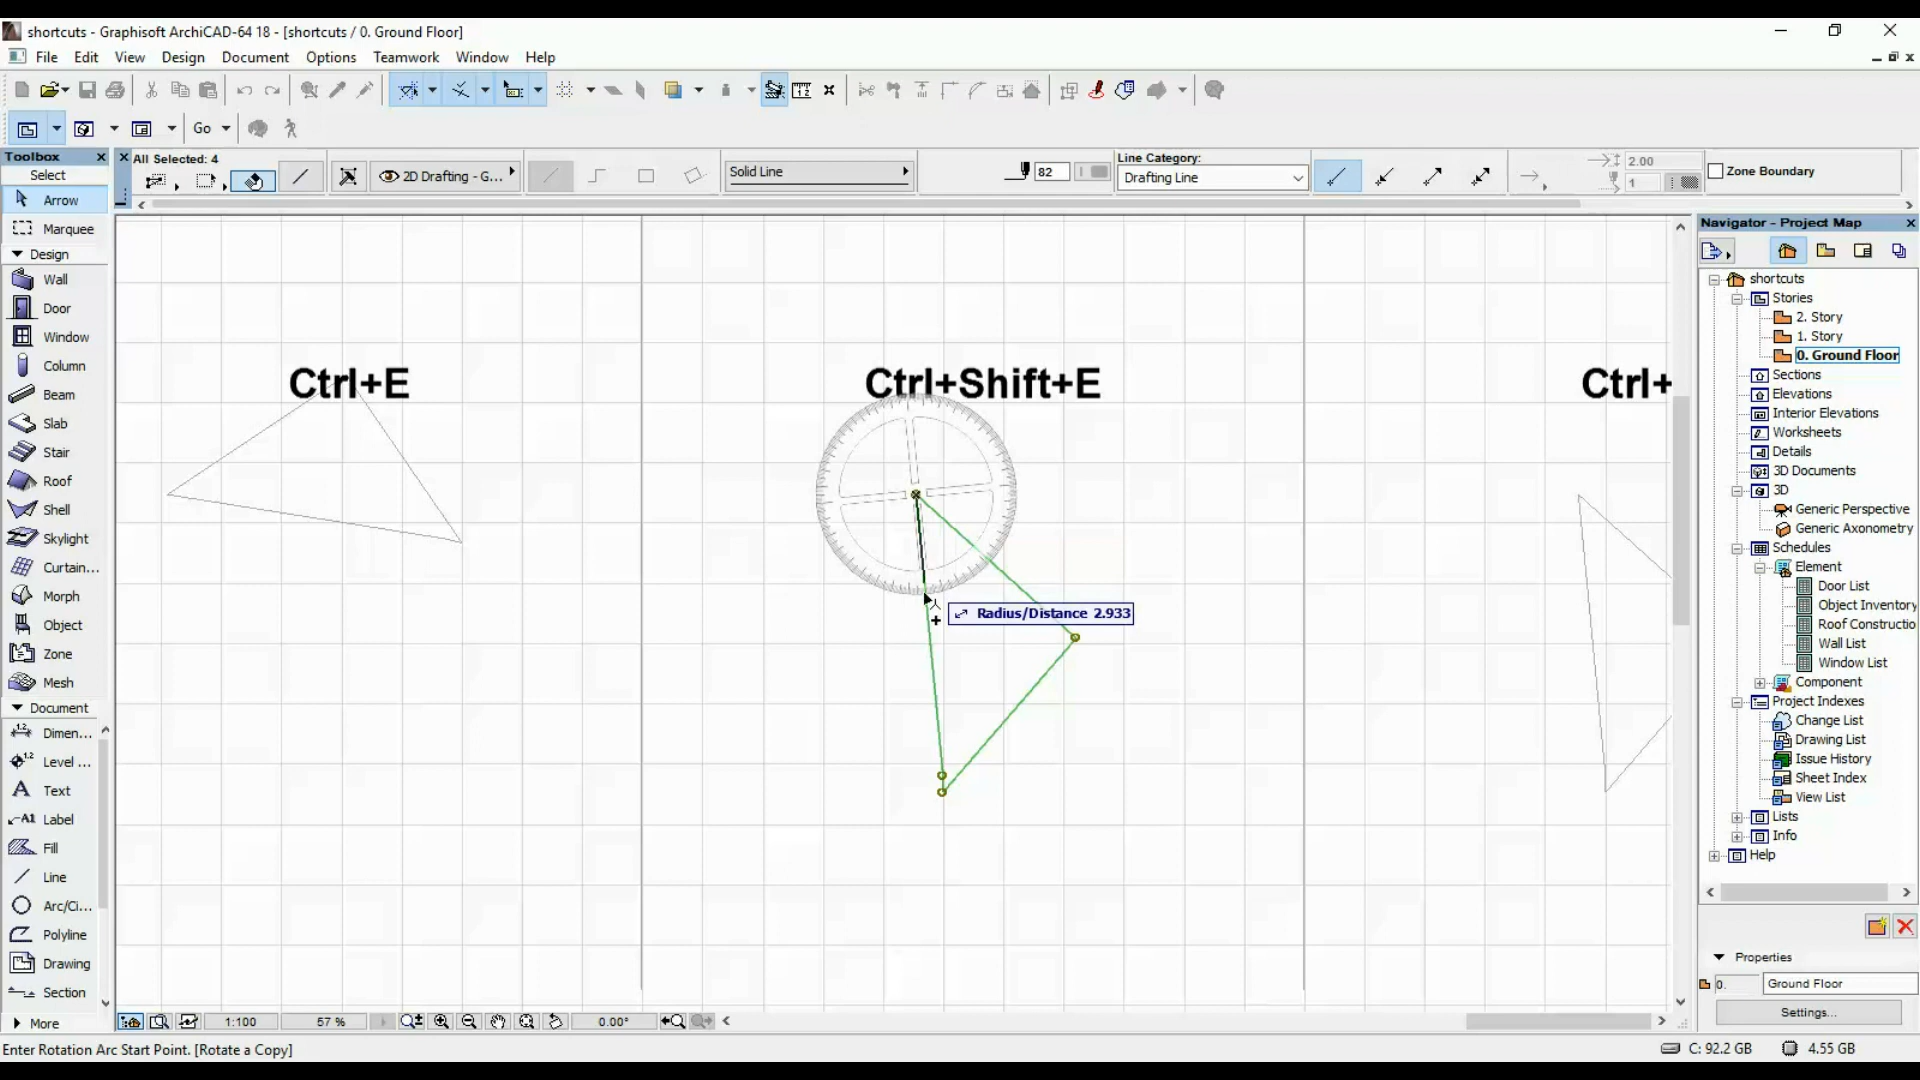 shortcuts - Graphisoft ArchiCAD-64 18 - [shortcuts / 0. Ground Floor]
File Edit View Design Document Options Teamwork Window Help
Go
Toolbox
Select
Arrow
Marquee
Design
Wall
Door
Window
Column
Beam
Slab
Stair
Roof
Shell
Skylight
Curtain...
Morph
Object
Zone
Mesh
Document
Dimen...
Level ...
Text
Label
Fill
Line
Arc/Ci...
Polyline
Drawing
Section
More
All Selected: 4
2D Drafting - G...
Solid Line
82
Line Category:
Drafting Line
2.00
1
Zone Boundary
Ctrl+E
Ctrl+Shift+E
Ctrl+
Radius/Distance 2.933
Navigator - Project Map
shortcuts
Stories
2. Story
1. Story
0. Ground Floor
Sections
Elevations
Interior Elevations
Worksheets
Details
3D Documents
3D
Generic Perspective
Generic Axonometry
Schedules
Element
Door List
Object Inventory
Roof Constructio
Wall List
Window List
Component
Project Indexes
Change List
Drawing List
Issue History
Sheet Index
View List
Lists
Info
Help
Properties
0. Ground Floor
Settings...
1:100 57 % 0.00°
Enter Rotation Arc Start Point. [Rotate a Copy]
C: 92.2 GB 4.55 GB